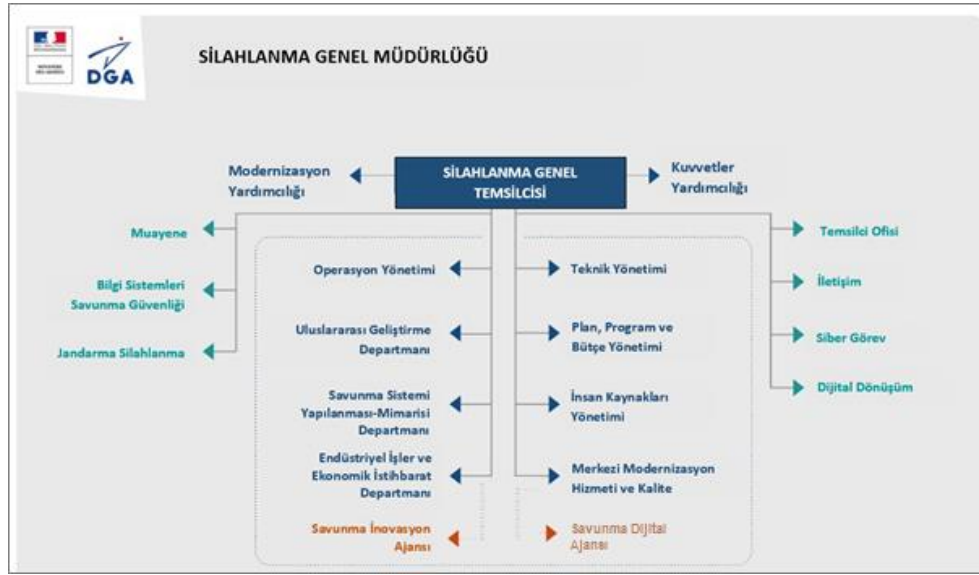 DGA
SİLAHLANMA GENEL MÜDÜRLÜĞÜ
Modernizasyon
Yardımcılığı
SİLAHLANMA GENEL
TEMSİLCİSİ
Kuvvetler
Yardımcılığı
Muayene
Bilgi Sistemleri
Savunma Güvenliği
Jandarma Silahlanma
Operasyon Yönetimi
Uluslararası Geliştirme
Departmanı
Savunma Sistemi
Yapılanması-Mimarisi
Departmanı
Endüstriyel İşler ve
Ekonomik İstihbarat
Departmanı
Savunma İnovasyon
Ajansı
Teknik Yönetimi
Plan, Program ve
Bütçe Yönetimi
İnsan Kaynakları
Yönetimi
Merkezi Modernizasyon
Hizmeti ve Kalite
Savunma Dijital
Ajansı
Temsilci Ofisi
İletişim
Siber Görev
Dijital Dönüşüm